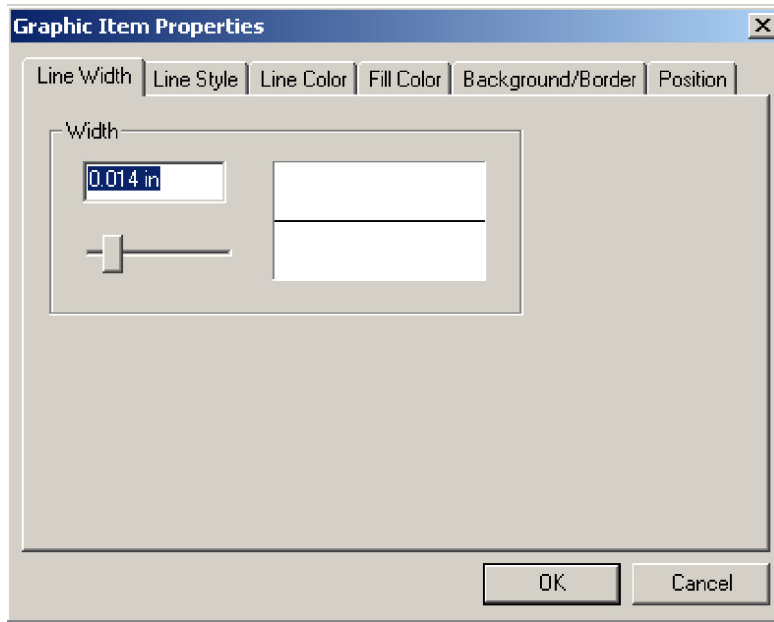 Graphic Item Properties
Line Width Line Style Line Color Fill Color Background/Border Position
Width
0.014 in
OK Cancel